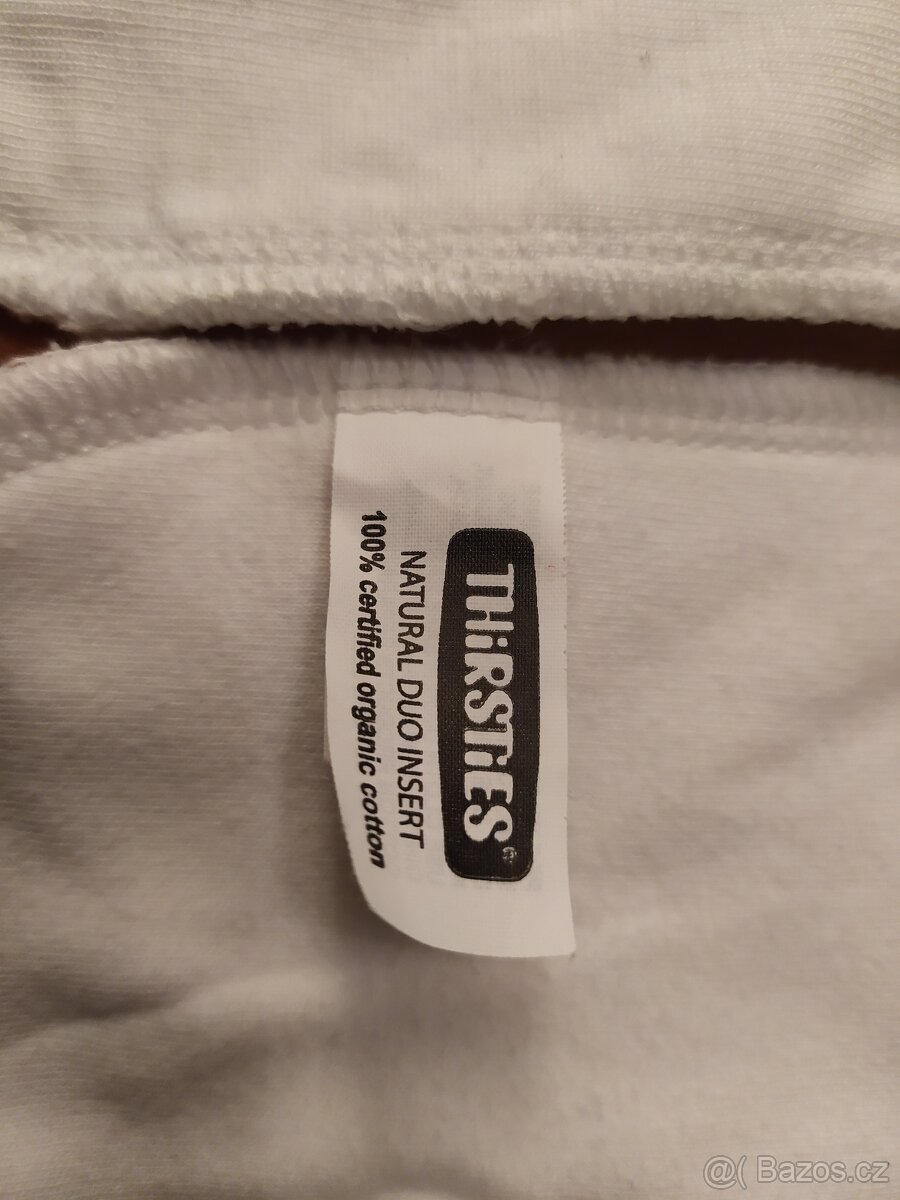 THIRSTIES®
NATURAL DUO INSERT
100% certified organic cotton
@( Bazos.cz